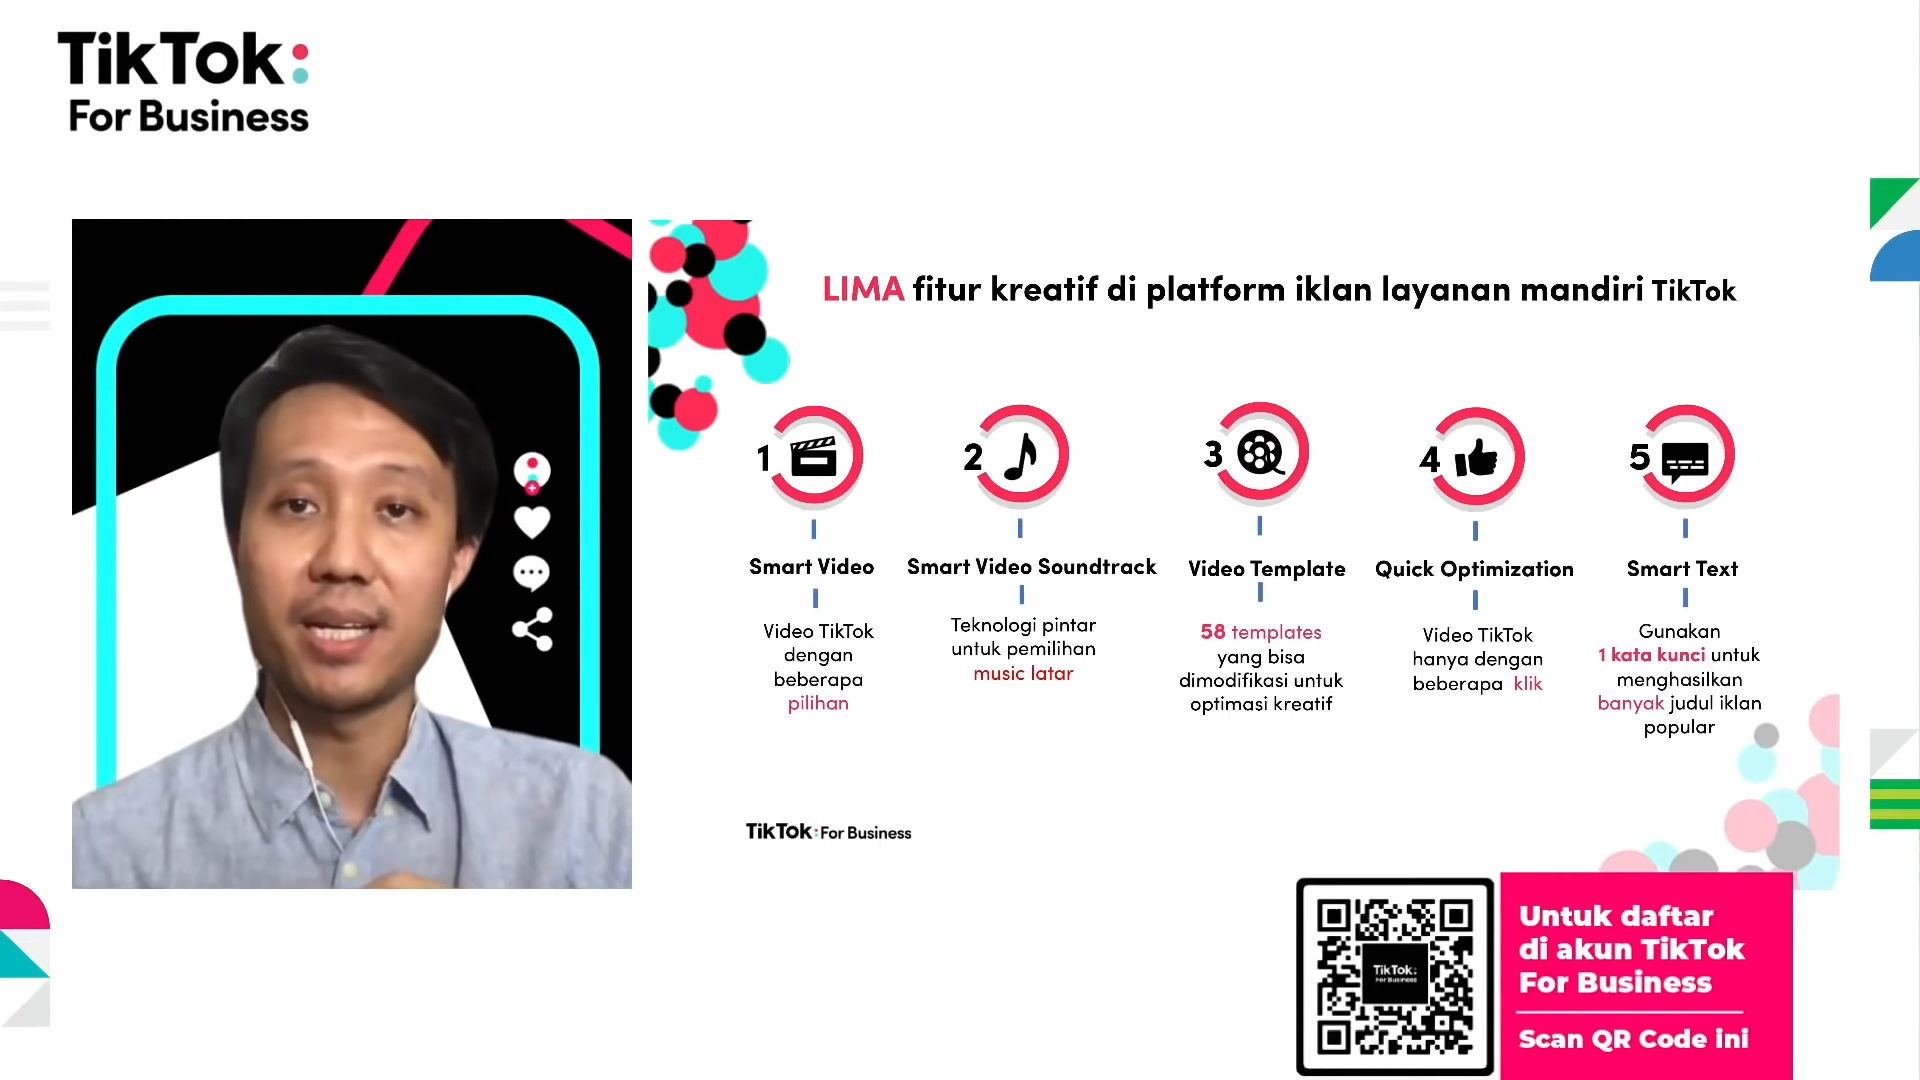 TikTok:
For Business
LIMA fitur kreatif di platform iklan layanan mandiri TikTok
1
Smart Video
Video TikTok
dengan
beberapa
pilihan
2
Smart Video Soundtrack
Teknologi pintar
untuk pemilihan
music latar
3
Video Template
58 templates
yang bisa
dimodifikasi untuk
optimasi kreatif
4
Quick Optimization
Video TikTok
hanya dengan
beberapa klik
5
Smart Text
Gunakan
1 kata kunci untuk
menghasilkan
banyak judul iklan
popular
TikTok: For Business
TikTok:
For Business
Untuk daftar
di akun TikTok
For Business
Scan QR Code ini